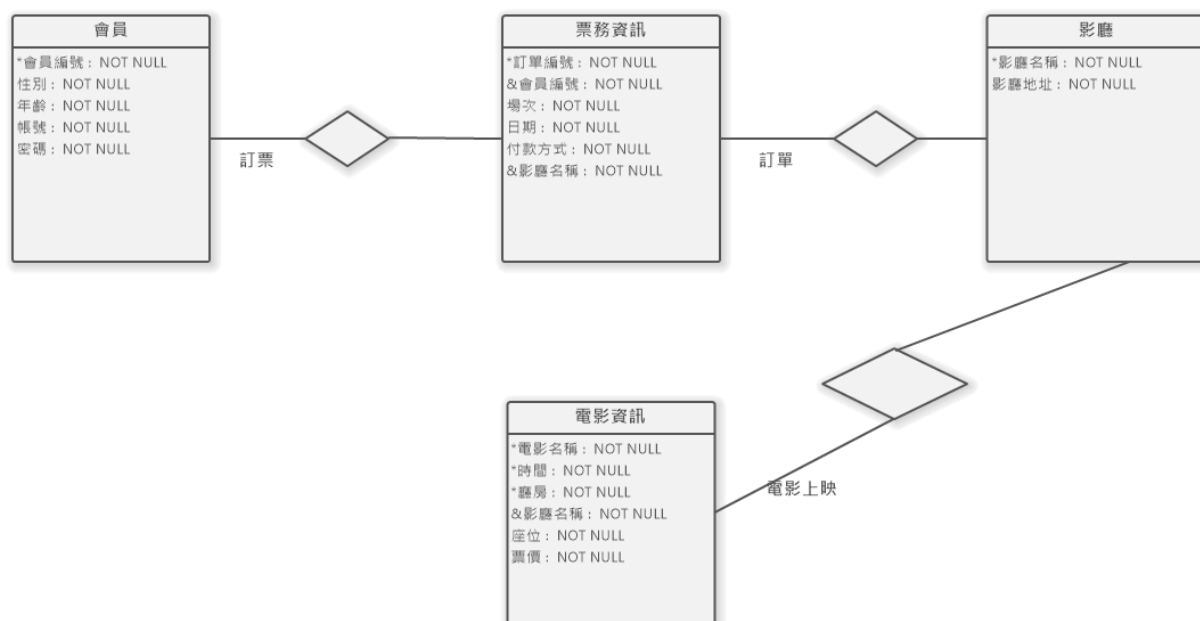 會員
*會員編號：NOT NULL
性別：NOT NULL
年齡：NOT NULL
帳號：NOT NULL
密碼：NOT NULL
訂票
票務資訊
*訂單編號：NOT NULL
&會員編號：NOT NULL
場次：NOT NULL
日期：NOT NULL
付款方式：NOT NULL
&影廳名稱：NOT NULL
訂單
影廳
*影廳名稱：NOT NULL
影廳地址：NOT NULL
電影資訊
*電影名稱：NOT NULL
*時間：NOT NULL
*廳房：NOT NULL
&影廳名稱：NOT NULL
座位：NOT NULL
票價：NOT NULL
電影上映